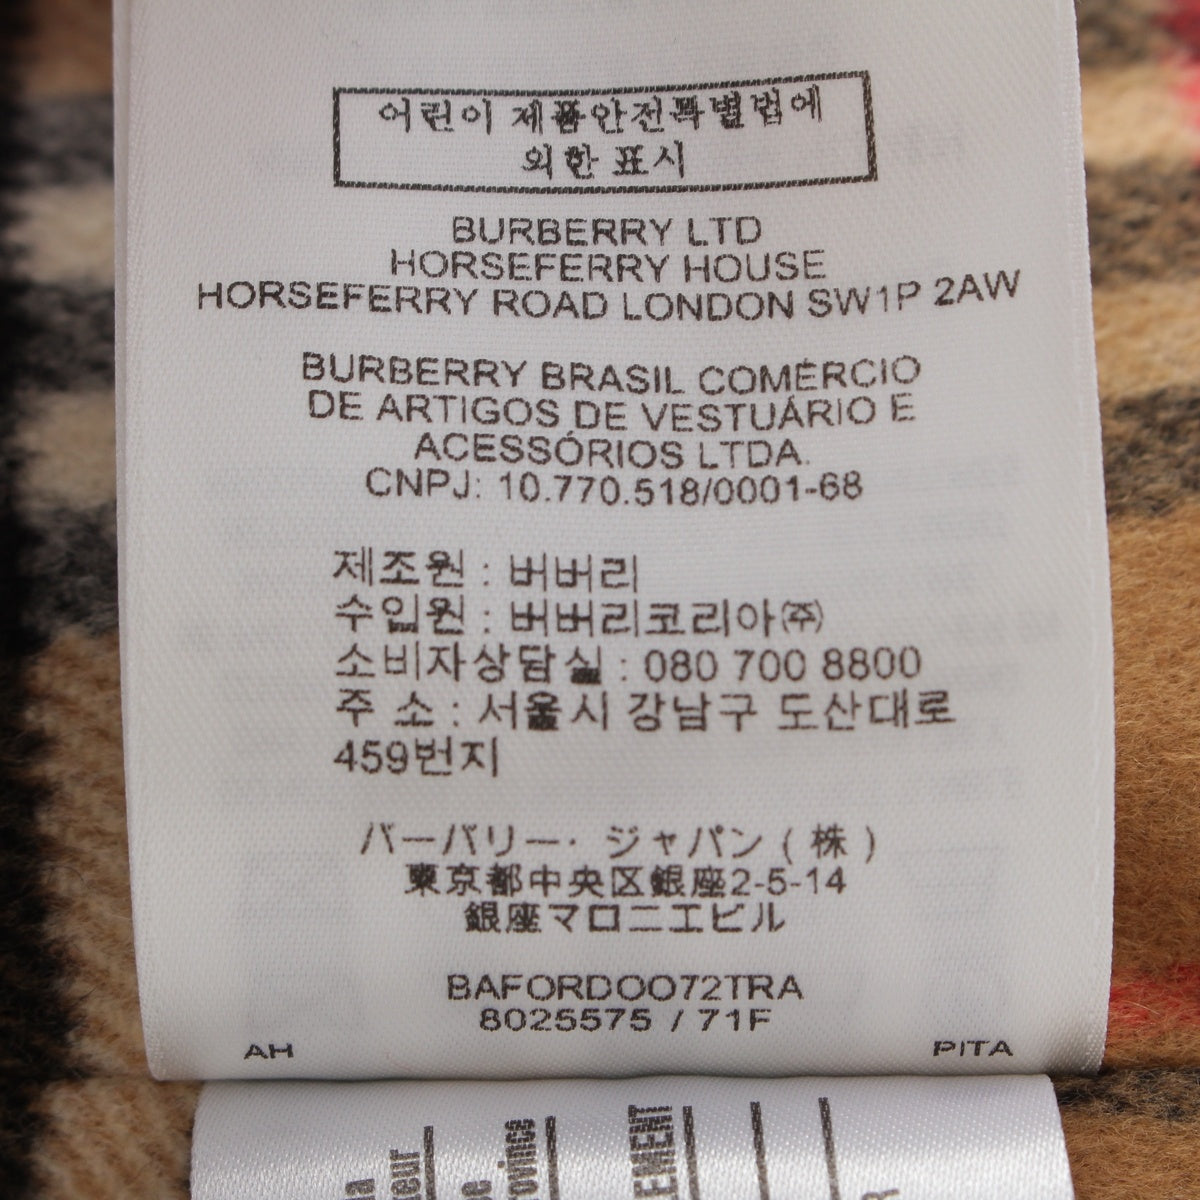 어린이 제품안전특별법에
의한 표시
BURBERRY LTD
HORSEFERRY HOUSE
HORSEFERRY ROAD LONDON SW1P 2AW
BURBERRY BRASIL COMÉRCIO
DE ARTIGOS DE VESTUÁRIO E
ACESSÓRIOS LTDA.
CNPJ: 10.770.518/0001-68
제조원 : 버버리
수입원 : 버버리코리아㈜
소비자상담실 : 080 700 8800
주 소 : 서울시 강남구 도산대로
459번지
バーバリー・ジャパン ( 株 )
東京都中央区銀座2-5-14
銀座マロニエビル
BAFORDOO72TRA
8025575 / 71F
AH
PITA